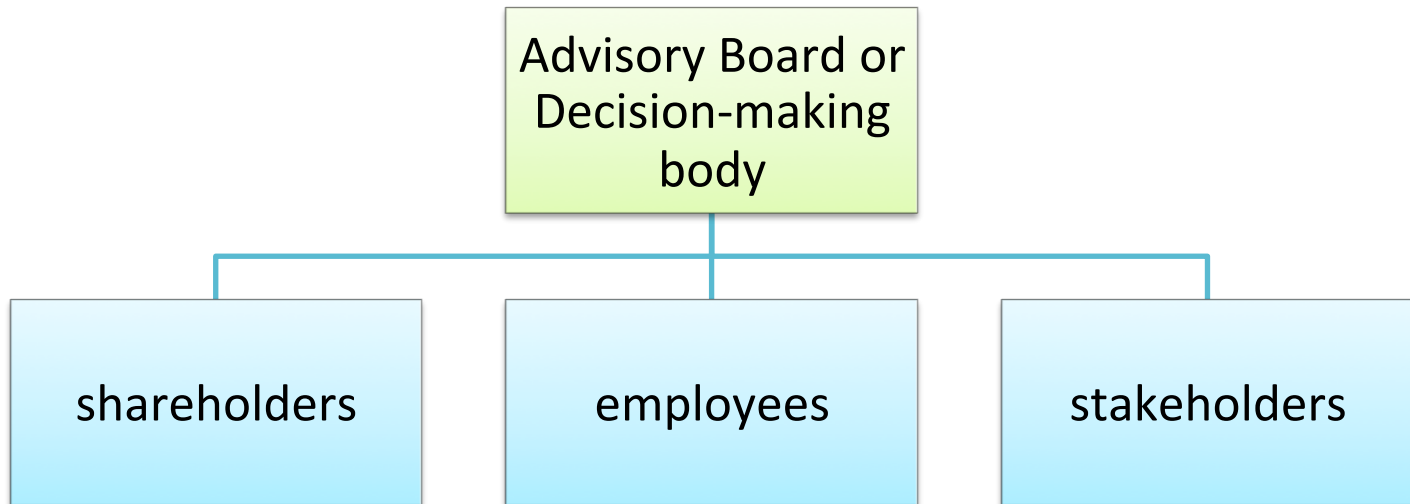 Advisory Board or
Decision-making
body
shareholders
employees
stakeholders